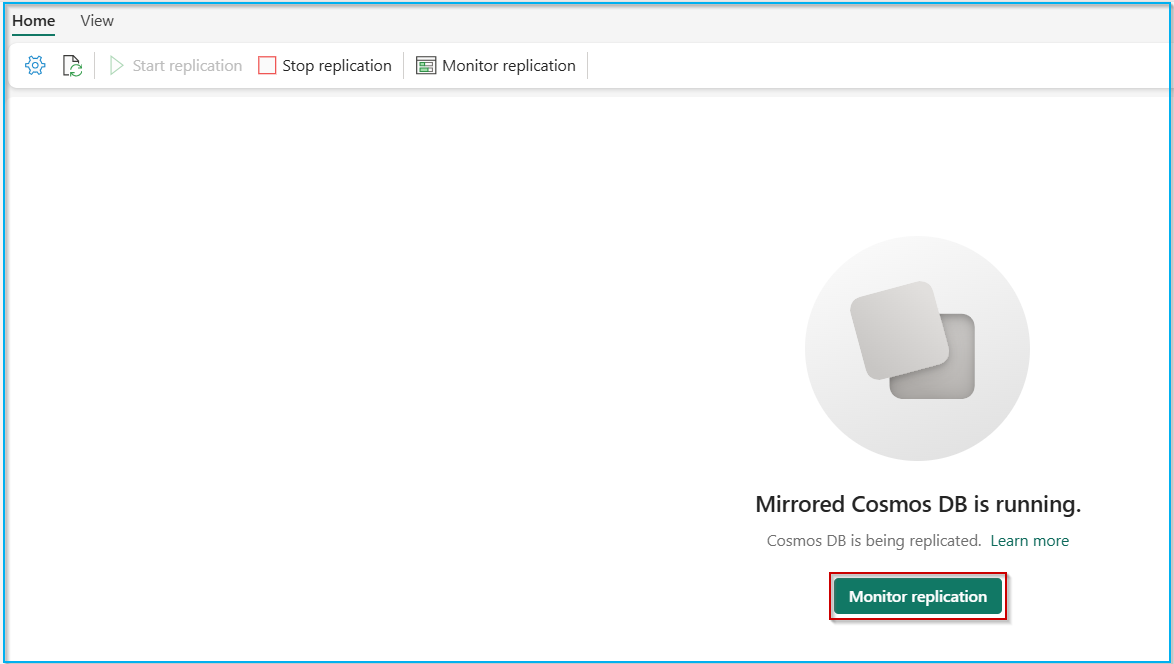 Home View
Start replication Stop replication Monitor replication
Mirrored Cosmos DB is running.
Cosmos DB is being replicated. Learn more
Monitor replication